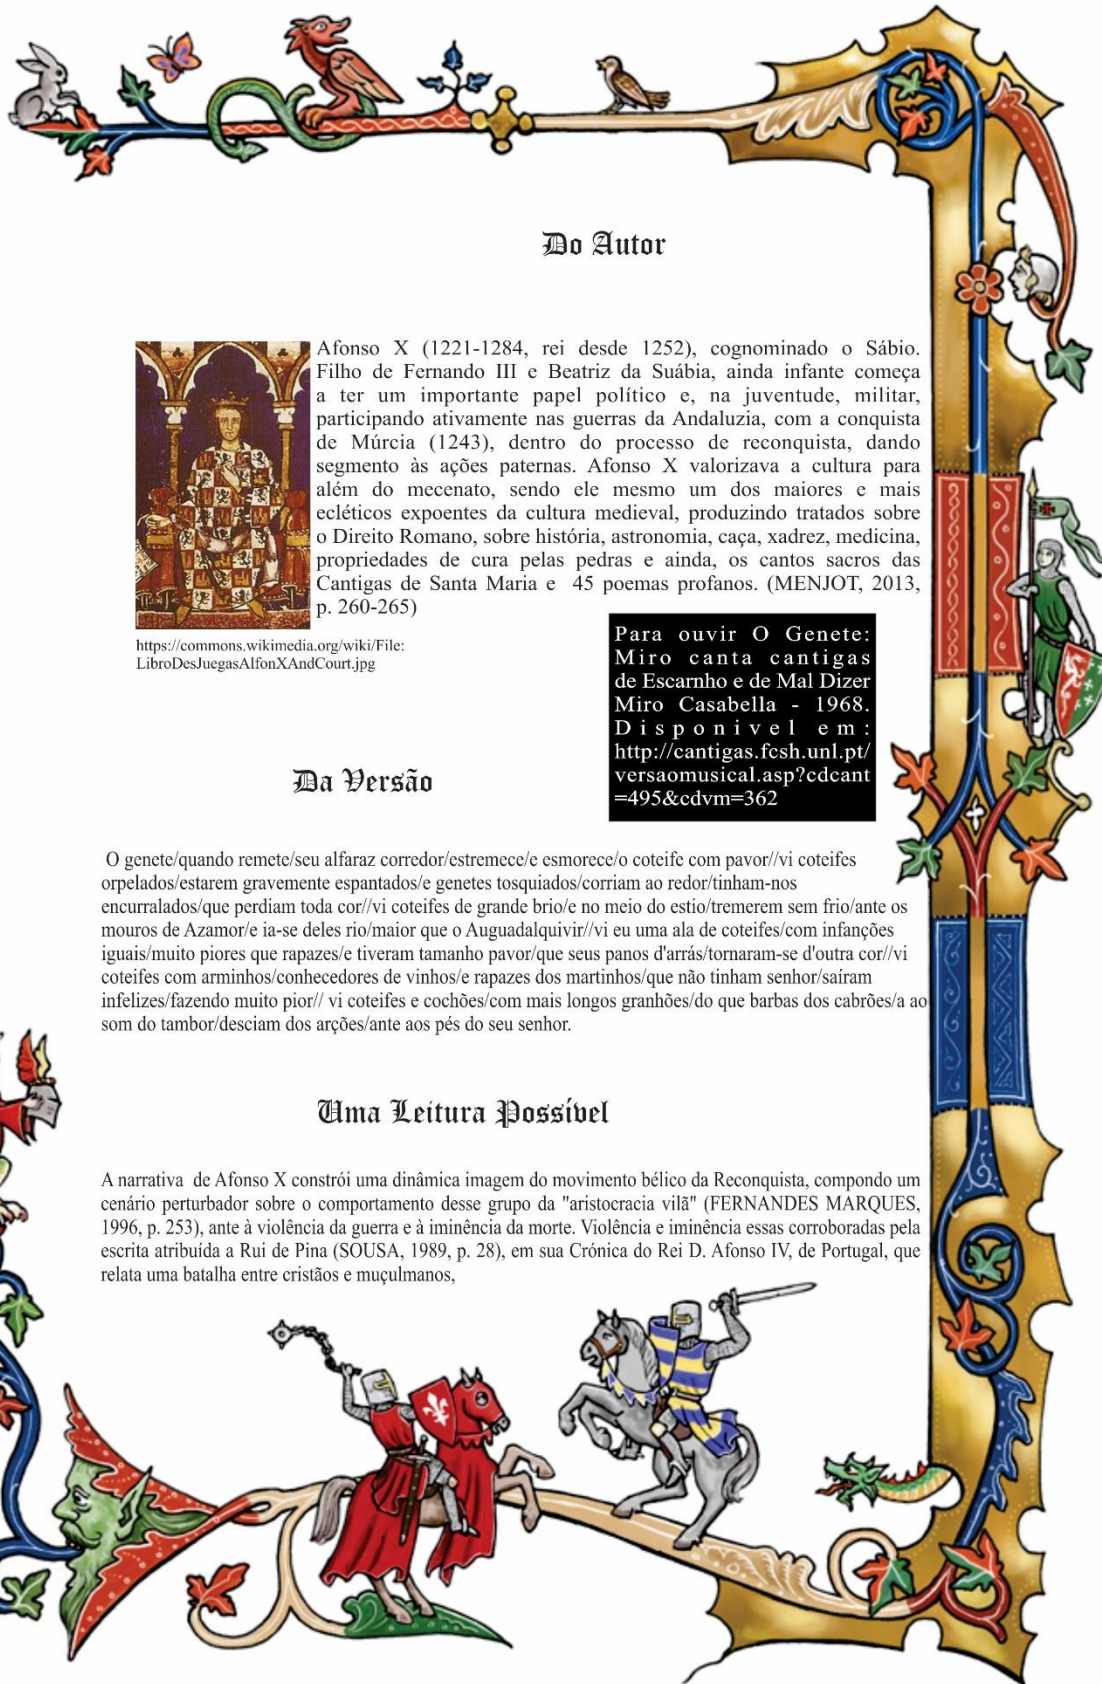 Do Autor
Afonso X (1221-1284, rei desde 1252), cognominado o Sábio.
Filho de Fernando III e Beatriz da Suábia, ainda infante começa
a ter um importante papel político e, na juventude, militar,
participando ativamente nas guerras da Andaluzia, com a conquista
de Múrcia (1243), dentro do processo de reconquista, dando
segmento às ações paternas. Afonso X valorizava a cultura para
além do mecenato, sendo ele mesmo um dos maiores e mais
ecléticos expoentes da cultura medieval, produzindo tratados sobre
o Direito Romano, sobre história, astronomia, caça, xadrez, medicina,
propriedades de cura pelas pedras e ainda, os cantos sacros das
Cantigas de Santa Maria e 45 poemas profanos. (MENJOT, 2013,
p. 260-265)
https://commons.wikimedia.org/wiki/File:
LibroDesJuegasAlfonXAndCourt.jpg
Para ouvir O Genete:
Miro canta cantigas
de Escarnho e de Mal Dizer
Miro Casabella - 1968.
Disponivel em:
http://cantigas.fcsh.unl.pt/
versaomusical.asp?cdcant
=495&cdvm=362
Da Versão
O genete/quando remete/seu alfaraz corredor/estremece/e esmorece/o coteife com pavor//vi coteifes
orpelados/estarem gravemente espantados/e genetes tosquiados/corriam ao redor/tinham-nos
encurralados/que perdiam toda cor//vi coteifes de grande brio/e no meio do estio/tremerem sem frio/ante os
mouros de Azamor/e ia-se deles rio/maior que o Auguadalquivir//vi eu uma ala de coteifes/com infanções
iguais/muito piores que rapazes/e tiveram tamanho pavor/que seus panos d'arrás/tornaram-se d'outra cor//vi
coteifes com arminhos/conhecedores de vinhos/e rapazes dos martinhos/que não tinham senhor/saíram
infelizes/fazendo muito pior// vi coteifes e cochões/com mais longos granhões/do que barbas dos cabrões/a ao
som do tambor/desciam dos arções/ante aos pés do seu senhor.
Uma Leitura Possível
A narrativa de Afonso X constrói uma dinâmica imagem do movimento bélico da Reconquista, compondo um
cenário perturbador sobre o comportamento desse grupo da "aristocracia vilã" (FERNANDES MARQUES,
1996, p. 253), ante à violência da guerra e à iminência da morte. Violência e iminência essas corroboradas pela
escrita atribuída a Rui de Pina (SOUSA, 1989, p. 28), em sua Crónica do Rei D. Afonso IV, de Portugal, que
relata uma batalha entre cristãos e muçulmanos,